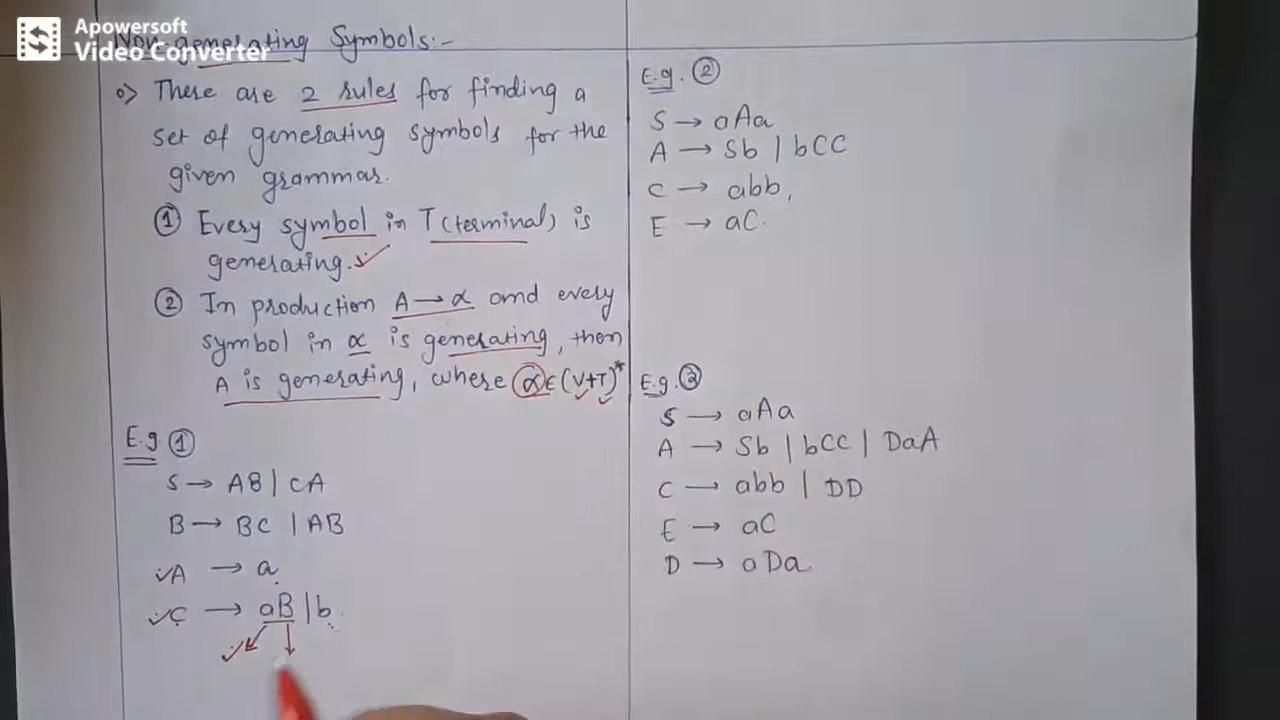 Apowersoft
Video Converter
Non-generating Symbols:-
There are 2 rules for finding a
set of generating symbols for the
given grammar.
① Every symbol in T(terminal) is
generating.
② In production A → α and every
symbol in α is generating, then
A is generating, where α∈(V+T)*
E.g ①
S → AB | CA
B → BC | AB
A → a
C → aB | b
E.g. ②
S → aAa
A → Sb | bCC
C → abb,
E → aC.
E.g. ③
S → aAa
A → Sb | bCC | DaA
C → abb | DD
E → aC
D → aDa